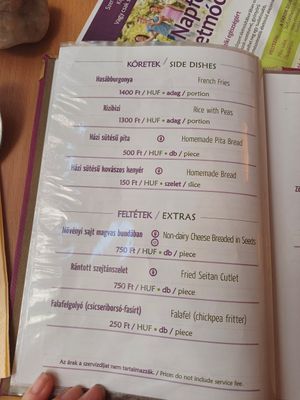 KÖRETEK / SIDE DISHES
Hasábburgonya French Fries
1400 Ft / HUF • adag / portion
Rizibizi Rice with Peas
1300 Ft / HUF • adag / portion
Házi sütésű pita Homemade Pita Bread
500 Ft / HUF • db / piece
Házi sütésű kovászos kenyér Homemade Bread
150 Ft / HUF • szelet / slice
FELTÉTEK / EXTRAS
Növényi sajt magvas bundában Non-dairy Cheese Breaded in Seeds
750 Ft / HUF • db / piece
Rántott szejtánszelet Fried Seitan Cutlet
750 Ft / HUF • db / piece
Falafelgolyó (csicseriborsó-fasírt) Falafel (chickpea fritter)
250 Ft / HUF • db / piece
Az árak a szervizdíjat nem tartalmazzák. / Prices do not include service fee.